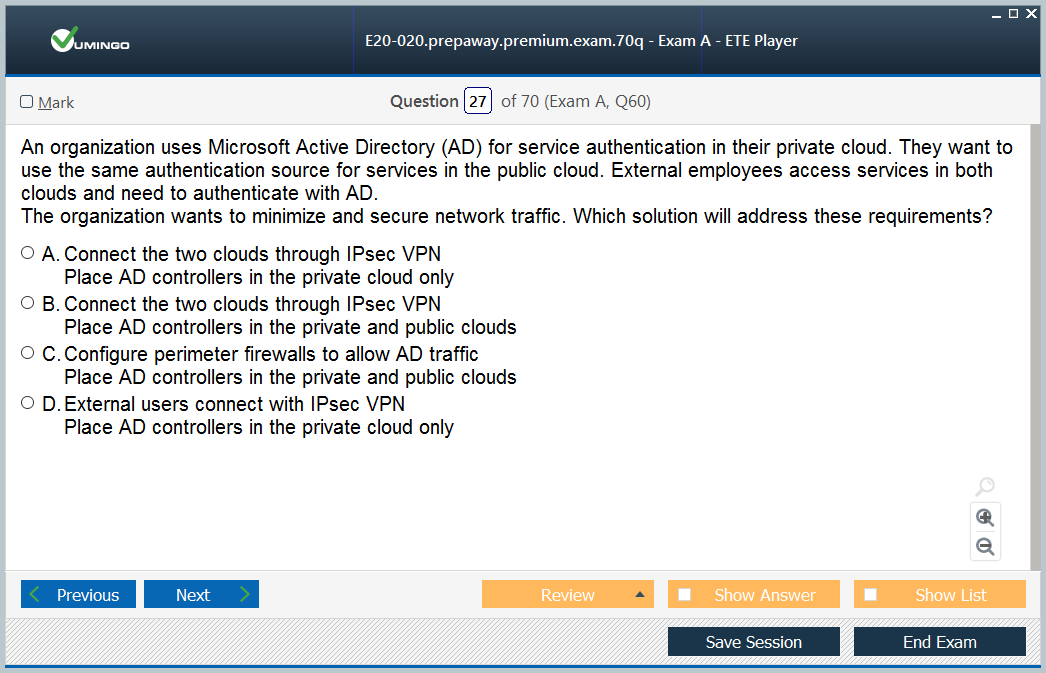 VUMINGO
E20-020.prepaway.premium.exam.70q - Exam A - ETE Player
Mark
Question 27 of 70 (Exam A, Q60)
An organization uses Microsoft Active Directory (AD) for service authentication in their private cloud. They want to
use the same authentication source for services in the public cloud. External employees access services in both
clouds and need to authenticate with AD.
The organization wants to minimize and secure network traffic. Which solution will address these requirements?
A. Connect the two clouds through IPsec VPN
Place AD controllers in the private cloud only
B. Connect the two clouds through IPsec VPN
Place AD controllers in the private and public clouds
C. Configure perimeter firewalls to allow AD traffic
Place AD controllers in the private and public clouds
D. External users connect with IPsec VPN
Place AD controllers in the private cloud only
Previous
Next
Review
Show Answer
Show List
Save Session
End Exam